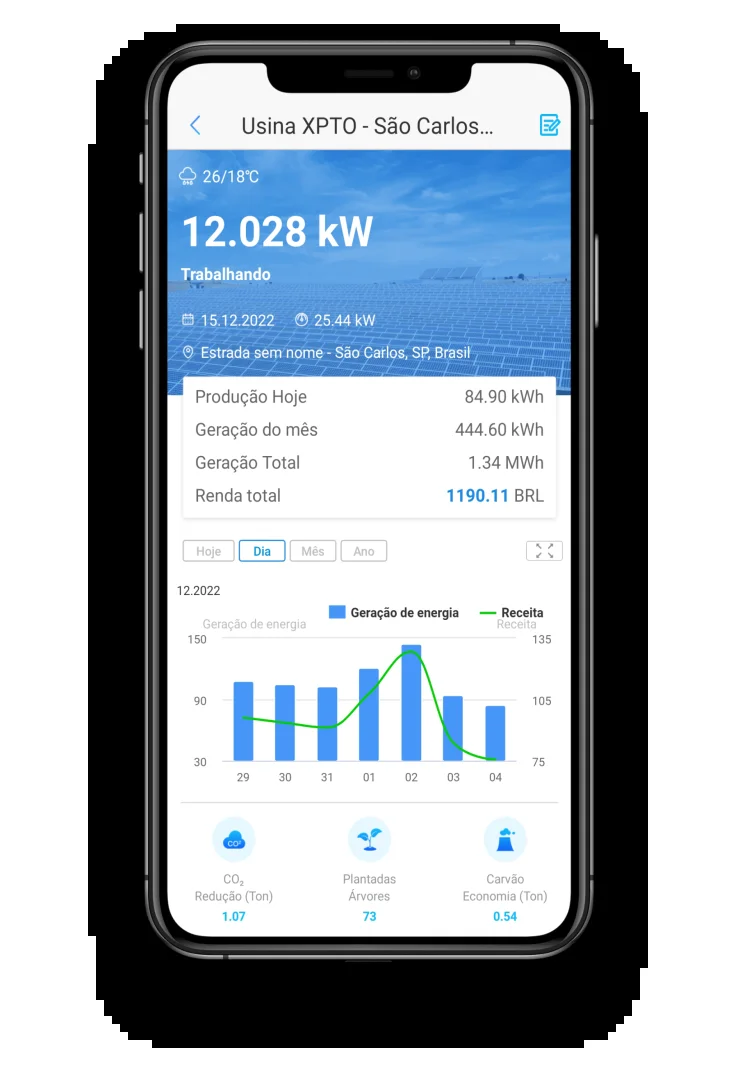 Usina XPTO - São Carlos...
26/18℃
12.028 kW
Trabalhando
15.12.2022 25.44 kW
Estrada sem nome - São Carlos, SP, Brasil
Produção Hoje 84.90 kWh
Geração do mês 444.60 kWh
Geração Total 1.34 MWh
Renda total 1190.11 BRL
Hoje Dia Mês Ano
12.2022
Geração de energia Receita
Geração de energia Receita
150 135
90 105
30 75
29 30 31 01 02 03 04
CO²
CO₂ Plantadas Carvão
Redução (Ton) Árvores Economia (Ton)
1.07 73 0.54